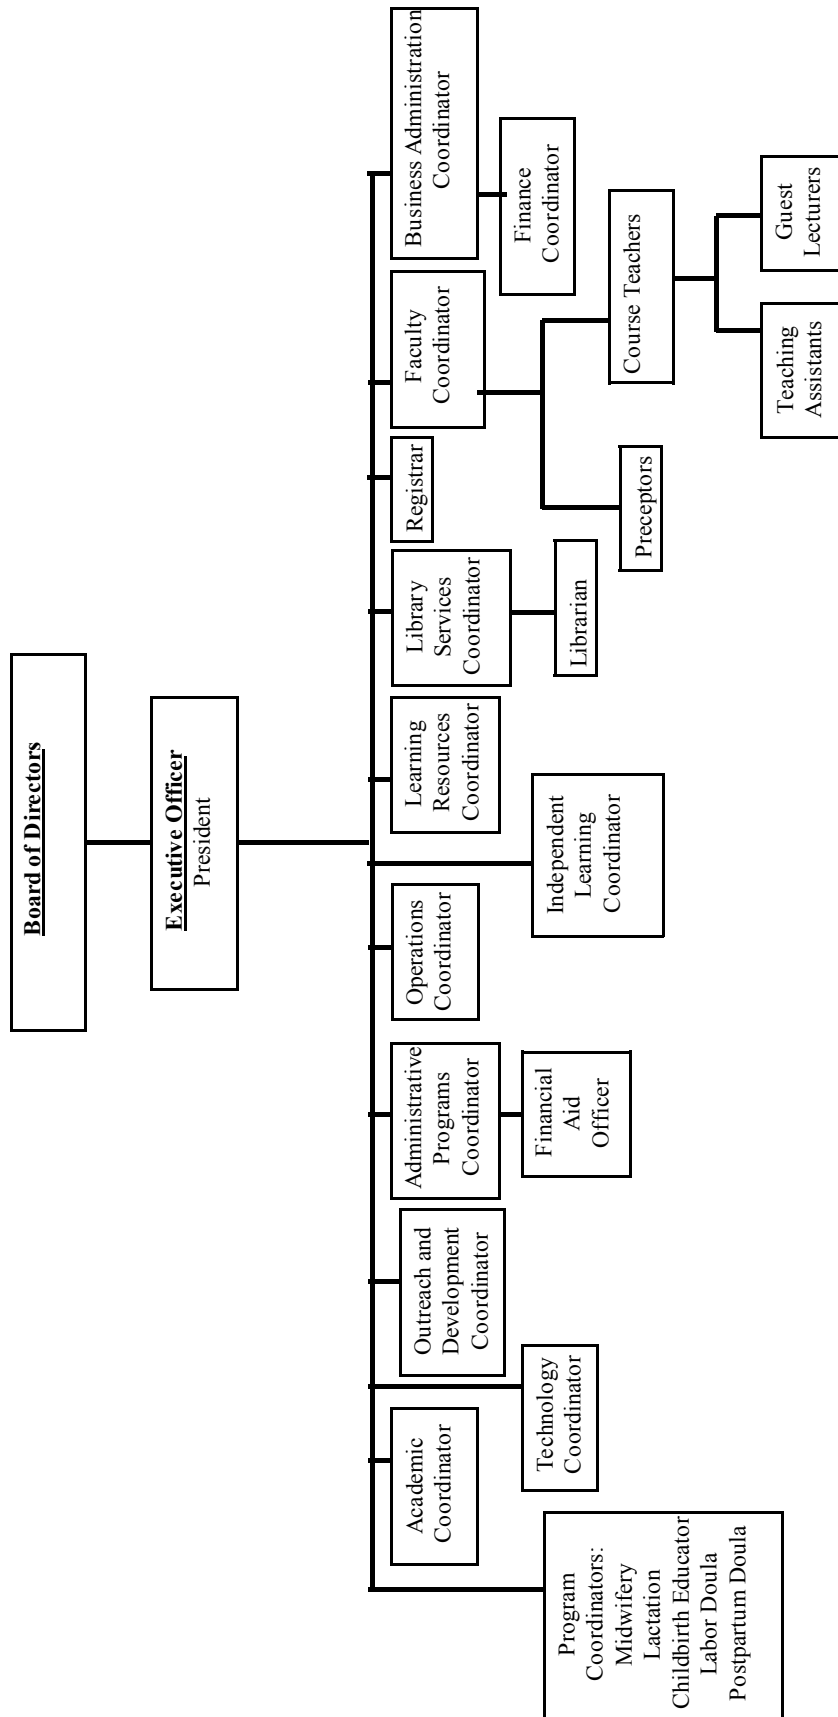 Board of Directors
Executive Officer
President
Program
Coordinators:
Midwifery
Lactation
Childbirth Educator
Labor Doula
Postpartum Doula
Academic
Coordinator
Technology
Coordinator
Outreach and
Development
Coordinator
Administrative
Programs
Coordinator
Financial
Aid
Officer
Operations
Coordinator
Independent
Learning
Coordinator
Learning
Resources
Coordinator
Library
Services
Coordinator
Librarian
Registrar
Faculty
Coordinator
Preceptors
Course Teachers
Teaching
Assistants
Guest
Lecturers
Business Administration
Coordinator
Finance
Coordinator